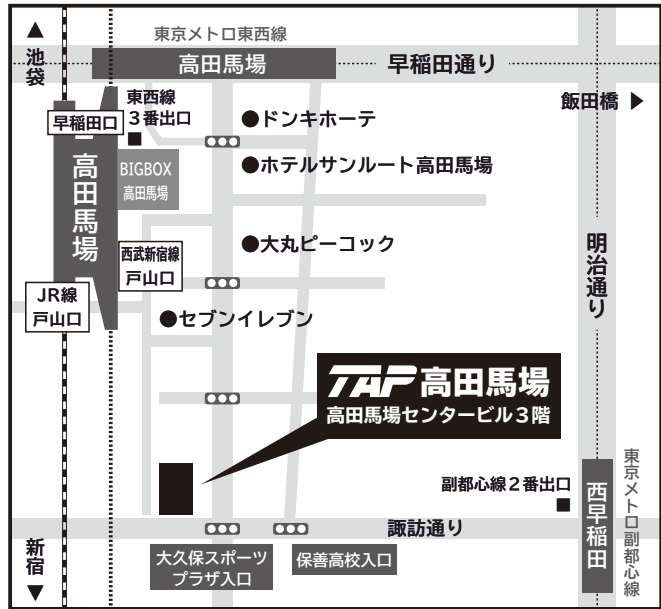 ▲
池袋
東京メトロ東西線
高田馬場
早稲田通り
飯田橋 ▶
早稲田口
東西線
３番出口
■
●ドンキホーテ
高田馬場
BIGBOX
高田馬場
●ホテルサンルート高田馬場
西武新宿線
戸山口
●大丸ピーコック
明治通り
JR線
戸山口
●セブンイレブン
TAP 高田馬場
高田馬場センタービル３階
副都心線２番出口
■
西早稲田
東京メトロ副都心線
諏訪通り
大久保スポーツ
プラザ入口
保善高校入口
新宿
▼